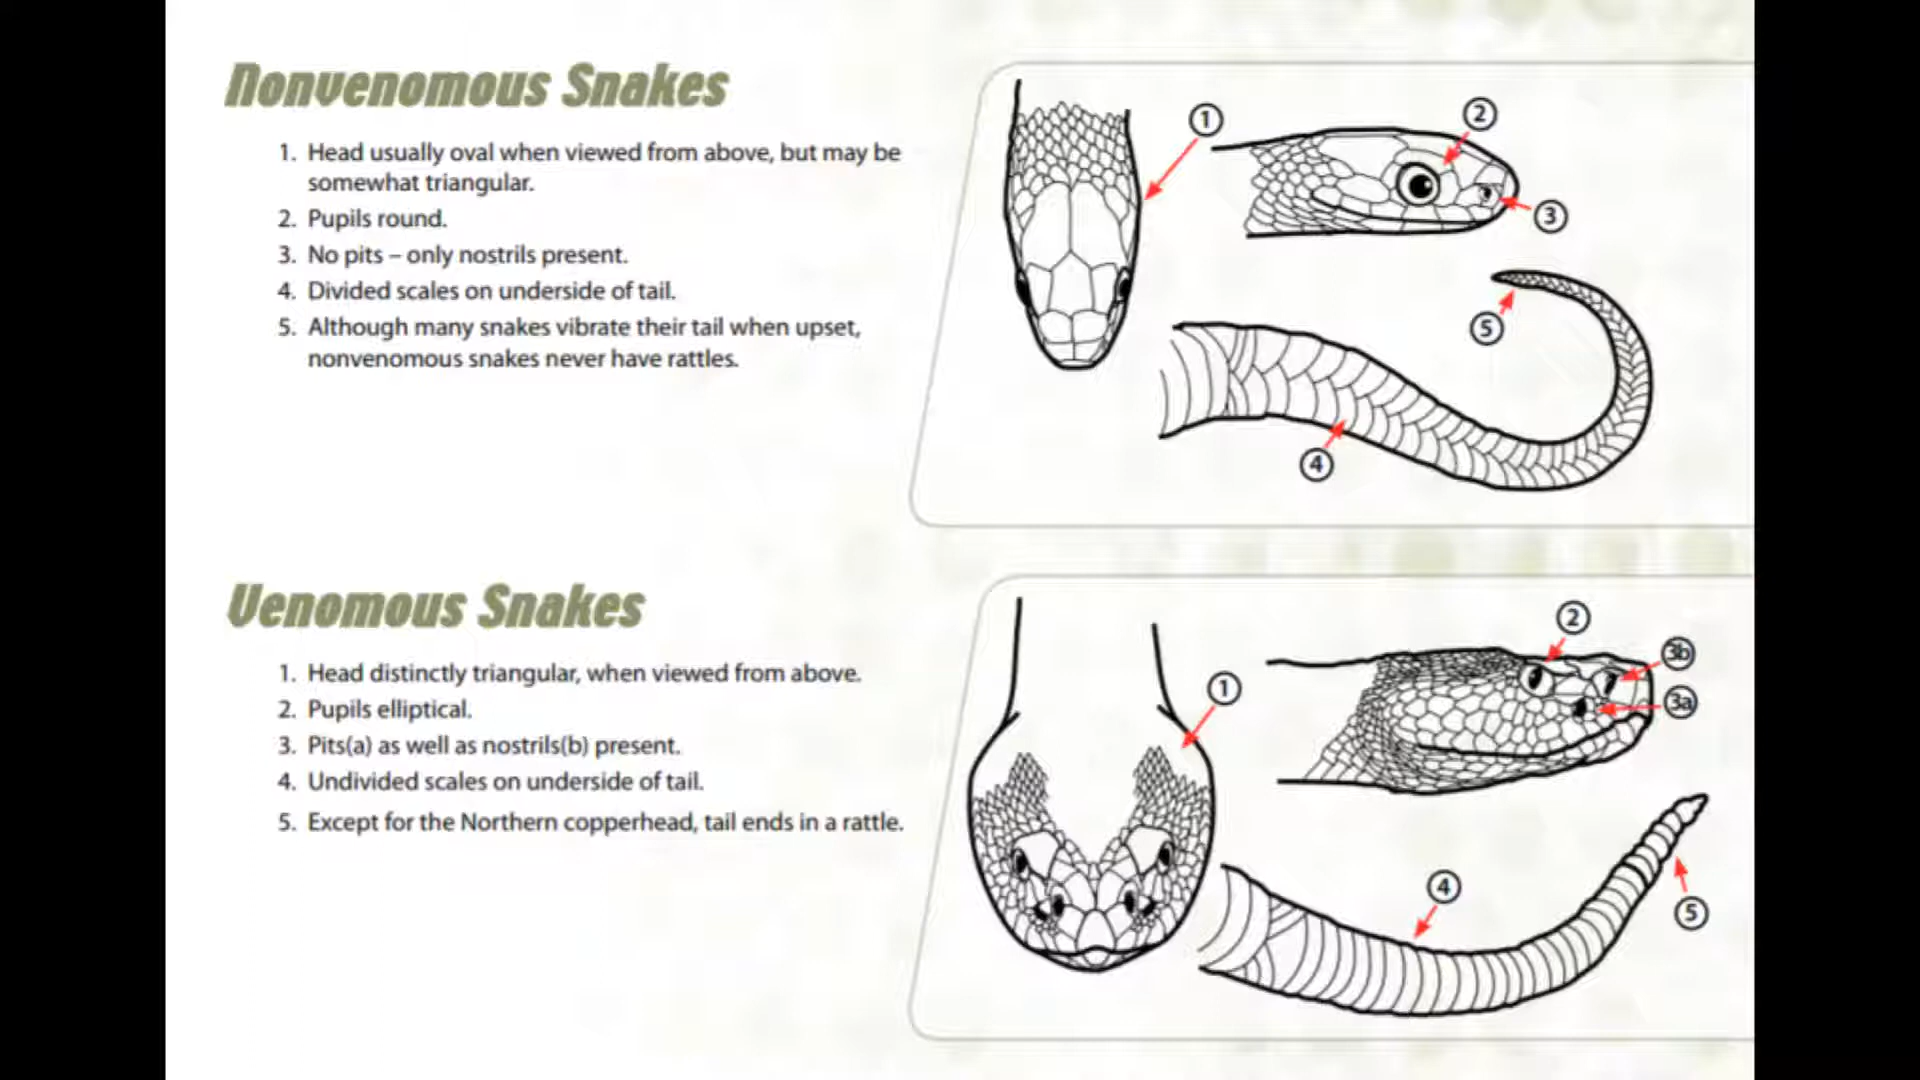 Nonvenomous Snakes
1. Head usually oval when viewed from above, but may be
somewhat triangular.
2. Pupils round.
3. No pits – only nostrils present.
4. Divided scales on underside of tail.
5. Although many snakes vibrate their tail when upset,
nonvenomous snakes never have rattles.
1
2
3
5
4
Venomous Snakes
1. Head distinctly triangular, when viewed from above.
2. Pupils elliptical.
3. Pits(a) as well as nostrils(b) present.
4. Undivided scales on underside of tail.
5. Except for the Northern copperhead, tail ends in a rattle.
2
3b
1
3a
4
5